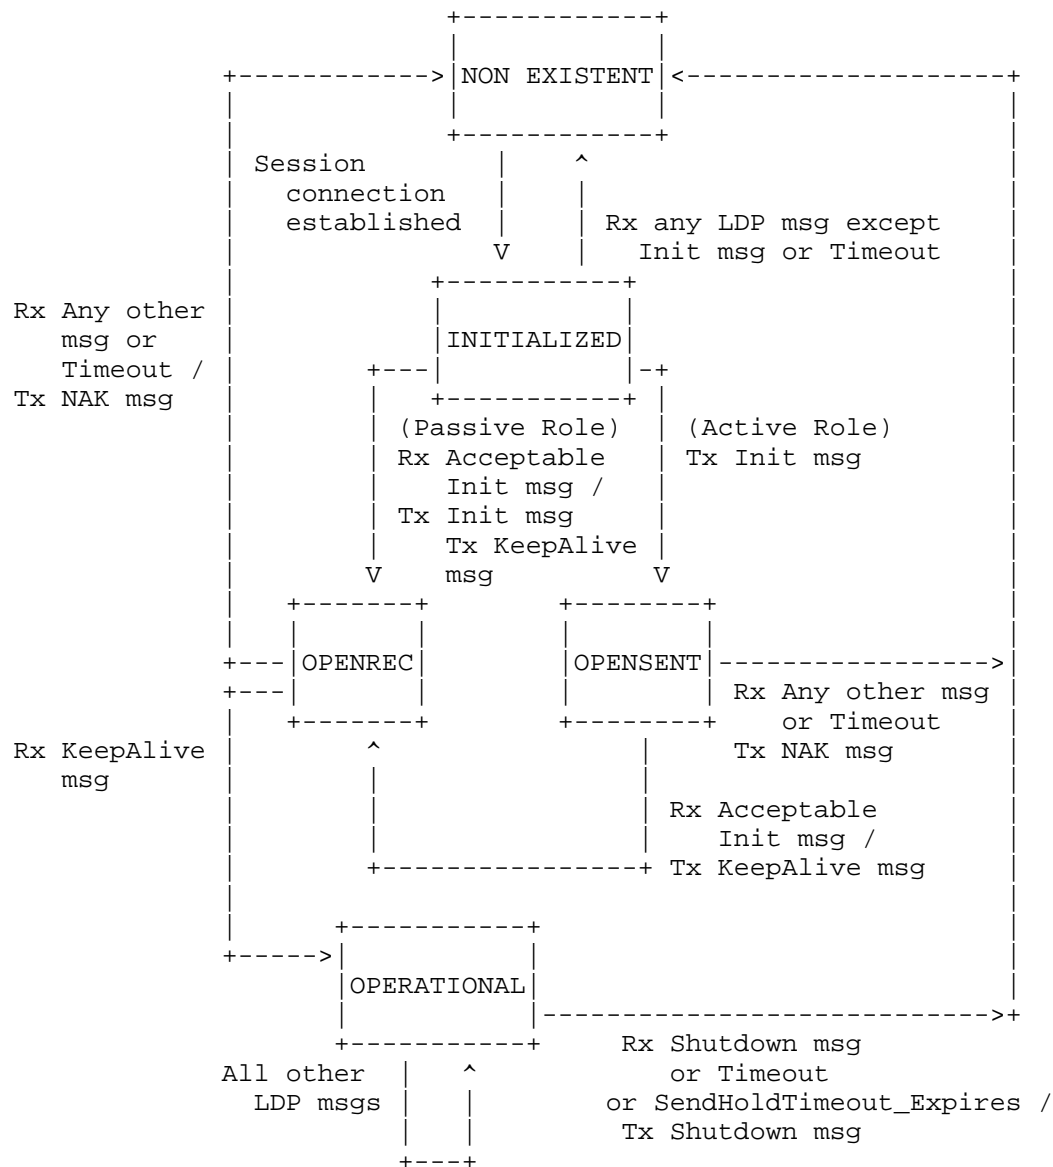 NON EXISTENT
Session
connection
established
Rx any LDP msg except
Init msg or Timeout
Rx Any other
msg or
Timeout /
Tx NAK msg
INITIALIZED
(Passive Role)
Rx Acceptable
Init msg /
Tx Init msg
Tx KeepAlive
msg
(Active Role)
Tx Init msg
OPENREC
OPENSENT
Rx Any other msg
or Timeout
Tx NAK msg
Rx KeepAlive
msg
Rx Acceptable
Init msg /
Tx KeepAlive msg
OPERATIONAL
All other
LDP msgs
Rx Shutdown msg
or Timeout
or SendHoldTimeout_Expires /
Tx Shutdown msg